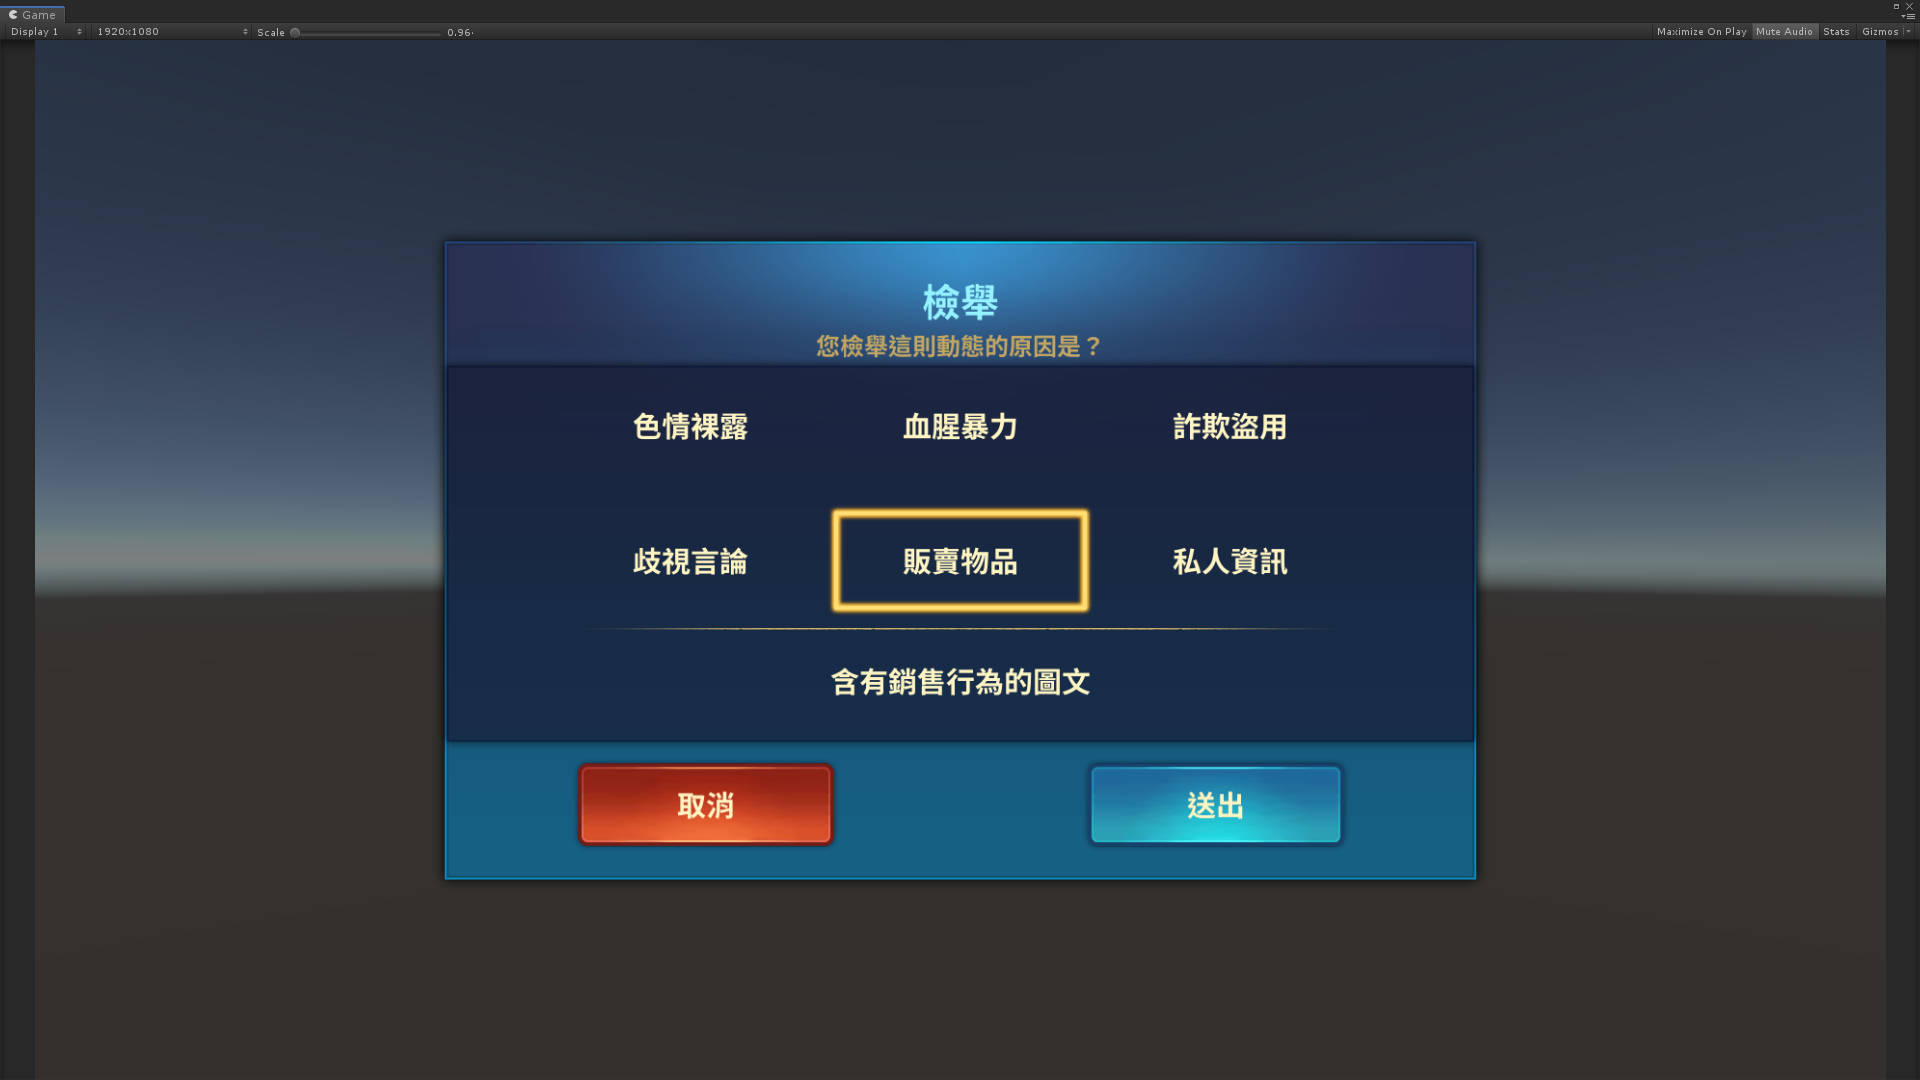 Game
Display 1 1920x1080 Scale 0.96 Maximize On Play Mute Audio Stats Gizmos
檢舉
您檢舉這則動態的原因是？
色情裸露 血腥暴力 詐欺盜用
歧視言論 販賣物品 私人資訊
含有銷售行為的圖文
取消 送出